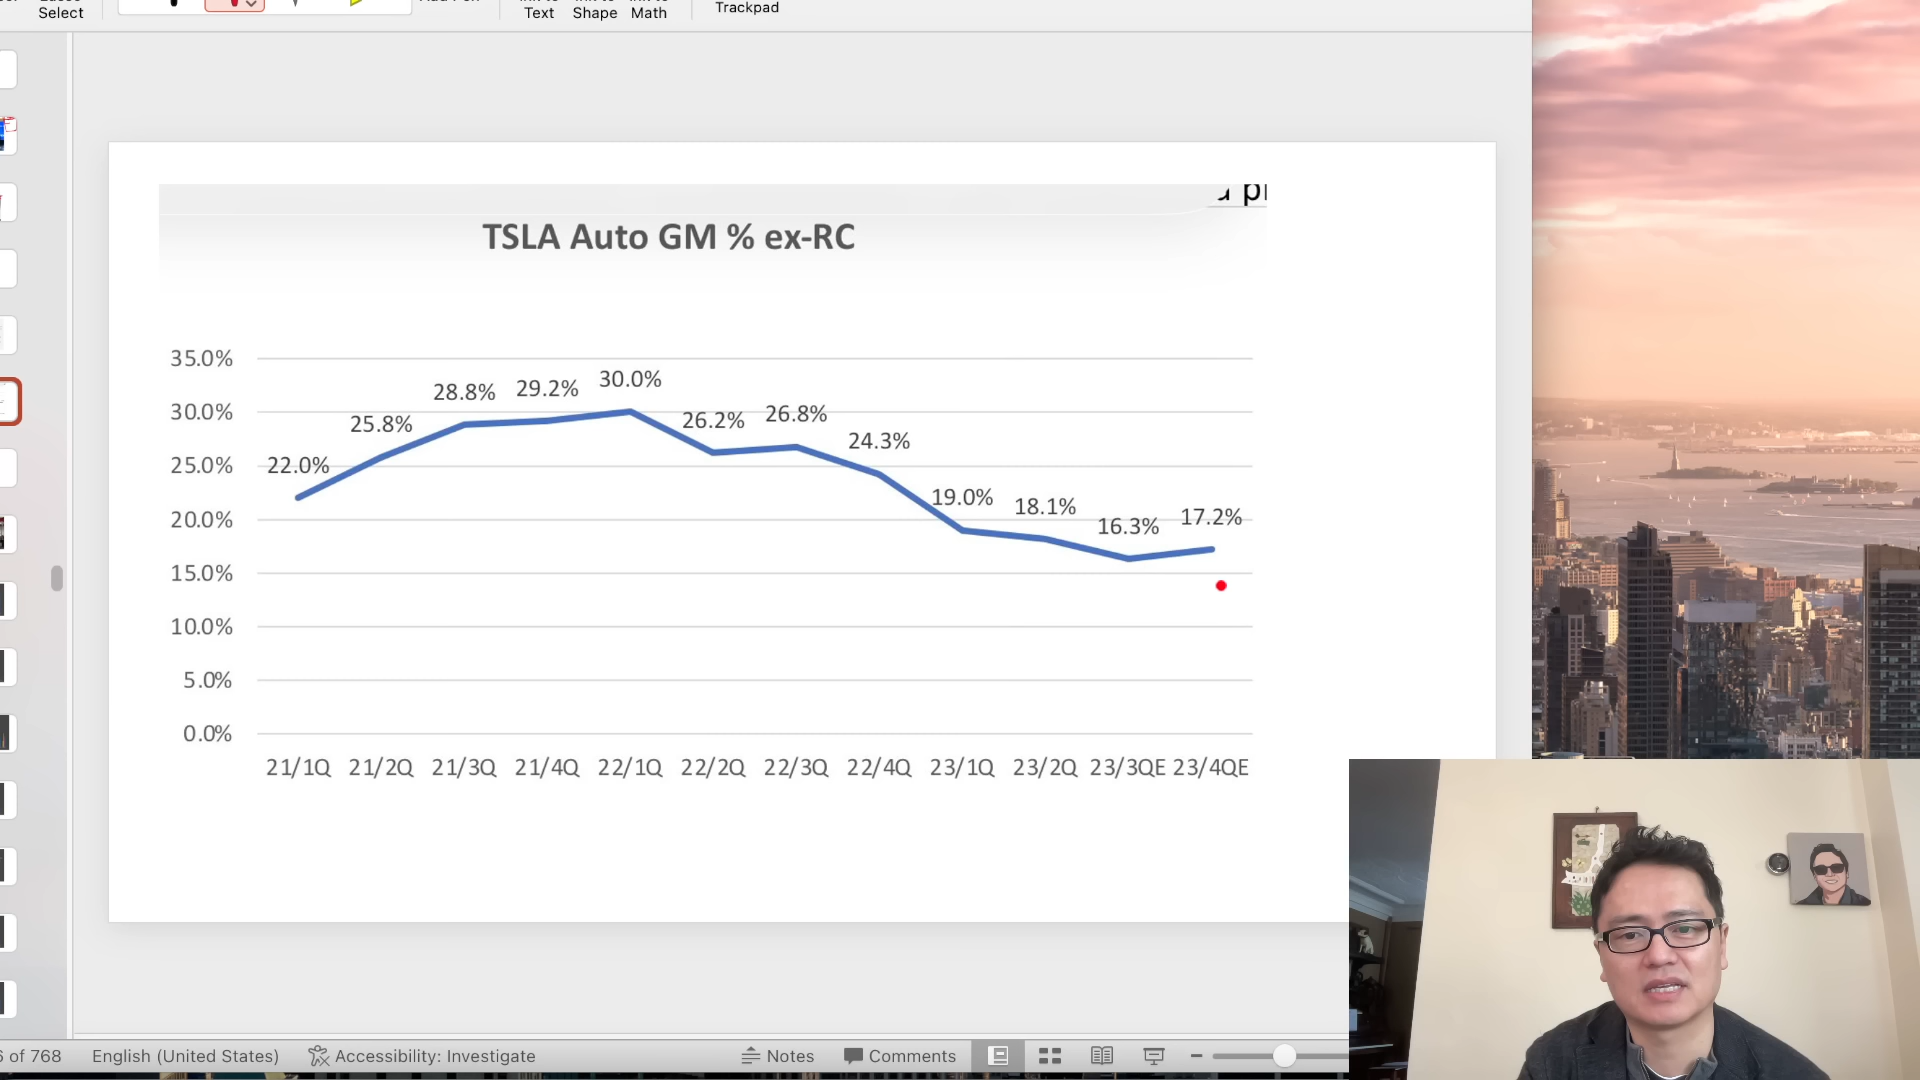 Select
Text
Shape
Math
Trackpad
TSLA Auto GM % ex-RC
35.0%
30.0%
25.0%
20.0%
15.0%
10.0%
5.0%
0.0%
22.0%
25.8%
28.8%
29.2%
30.0%
26.2%
26.8%
24.3%
19.0%
18.1%
16.3%
17.2%
21/1Q 21/2Q 21/3Q 21/4Q 22/1Q 22/2Q 22/3Q 22/4Q 23/1Q 23/2Q 23/3QE 23/4QE
of 768 English (United States) Accessibility: Investigate Notes Comments